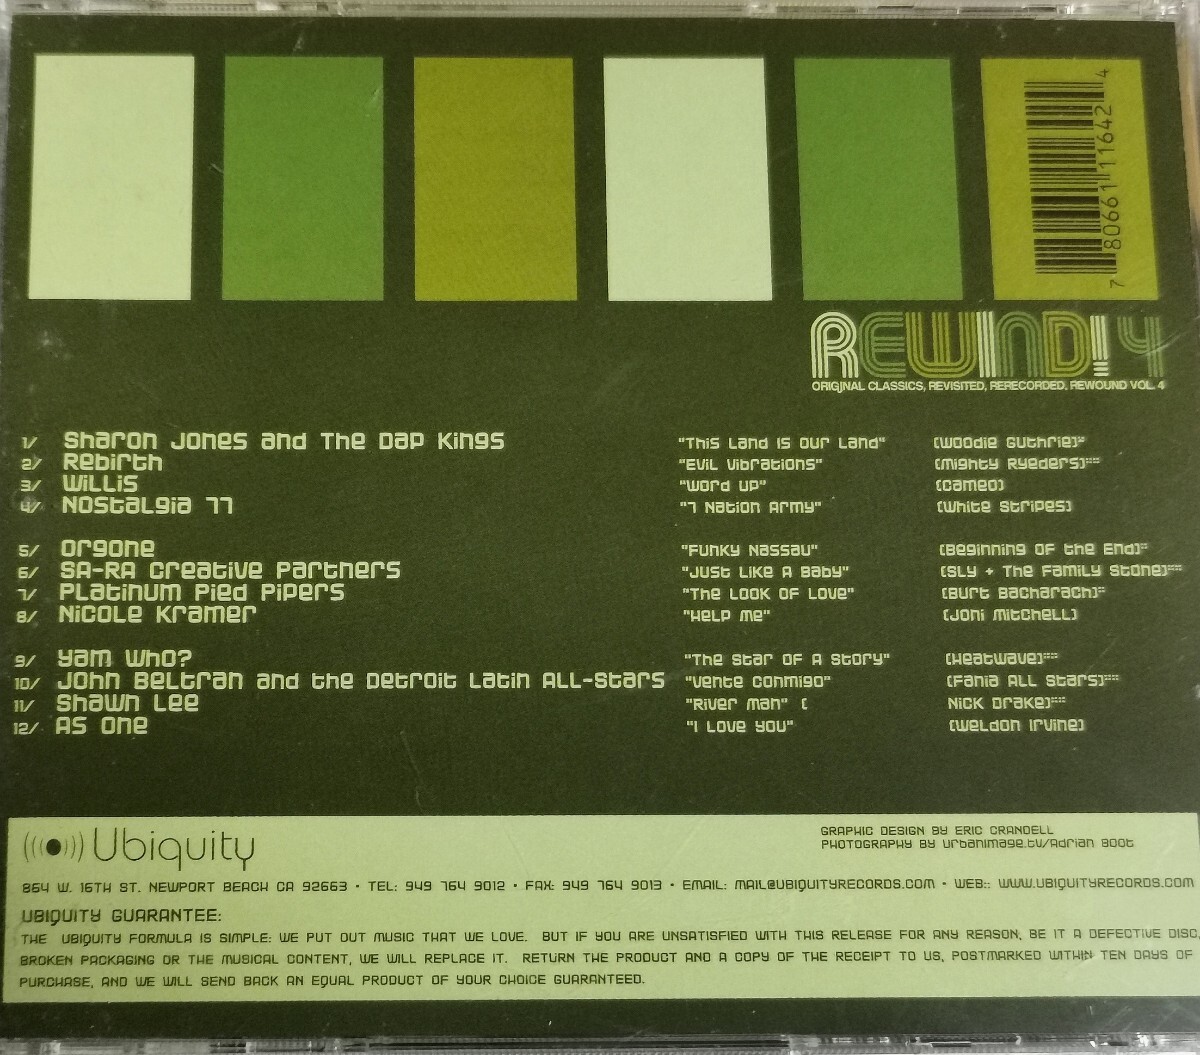 7 80661 11642 4
REWIND! 4
ORIGINAL CLASSICS, REVISITED, RERECORDED, REWOUND VOL. 4
1/ Sharon Jones and The Dap Kings "This Land Is Our Land" (Woodie Guthrie)*
2/ Rebirth "Evil Vibrations" (Mighty Ryeders)***
3/ Willis "Word Up" (Cameo)
4/ Nostalgia 77 "7 Nation Army" (White Stripes)
5/ Orgone "Funky Nassau" (Beginning of the End)**
6/ SA-RA Creative Partners "Just Like A Baby" (Sly + The Family Stone)****
7/ Platinum Pied Pipers "The Look Of Love" (Burt Bacharach)**
8/ Nicole Kramer "Help Me" (Joni Mitchell)
9/ Yam Who? "The Star Of A Story" (Heatwave)****
10/ John Beltran and the Detroit Latin All-Stars "Vente Conmigo" (Fania All Stars)****
11/ Shawn Lee "River Man" ( Nick Drake)****
12/ As One "I Love You" (Weldon Irvine)
Ubiquity
GRAPHIC DESIGN BY ERIC CRANDELL
PHOTOGRAPHY BY urbanimage.tv/Adrian Boot
864 W. 16TH ST. NEWPORT BEACH CA 92663 • TEL: 949 764 9012 • FAX: 949 764 9013 • EMAIL: MAIL@UBIQUITYRECORDS.COM • WEB:: WWW.UBIQUITYRECORDS.COM
UBIQUITY GUARANTEE:
THE UBIQUITY FORMULA IS SIMPLE: WE PUT OUT MUSIC THAT WE LOVE. BUT IF YOU ARE UNSATISFIED WITH THIS RELEASE FOR ANY REASON, BE IT A DEFECTIVE DISC,
BROKEN PACKAGING OR THE MUSICAL CONTENT, WE WILL REPLACE IT. RETURN THE PRODUCT AND A COPY OF THE RECEIPT TO US, POSTMARKED WITHIN TEN DAYS OF
PURCHASE, AND WE WILL SEND BACK AN EQUAL PRODUCT OF YOUR CHOICE GUARANTEED.